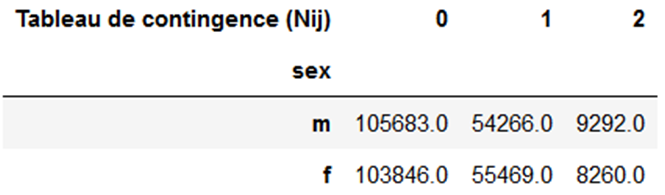 Tableau de contingence (Nij) 0 1 2
sex
m 105683.0 54266.0 9292.0
f 103846.0 55469.0 8260.0